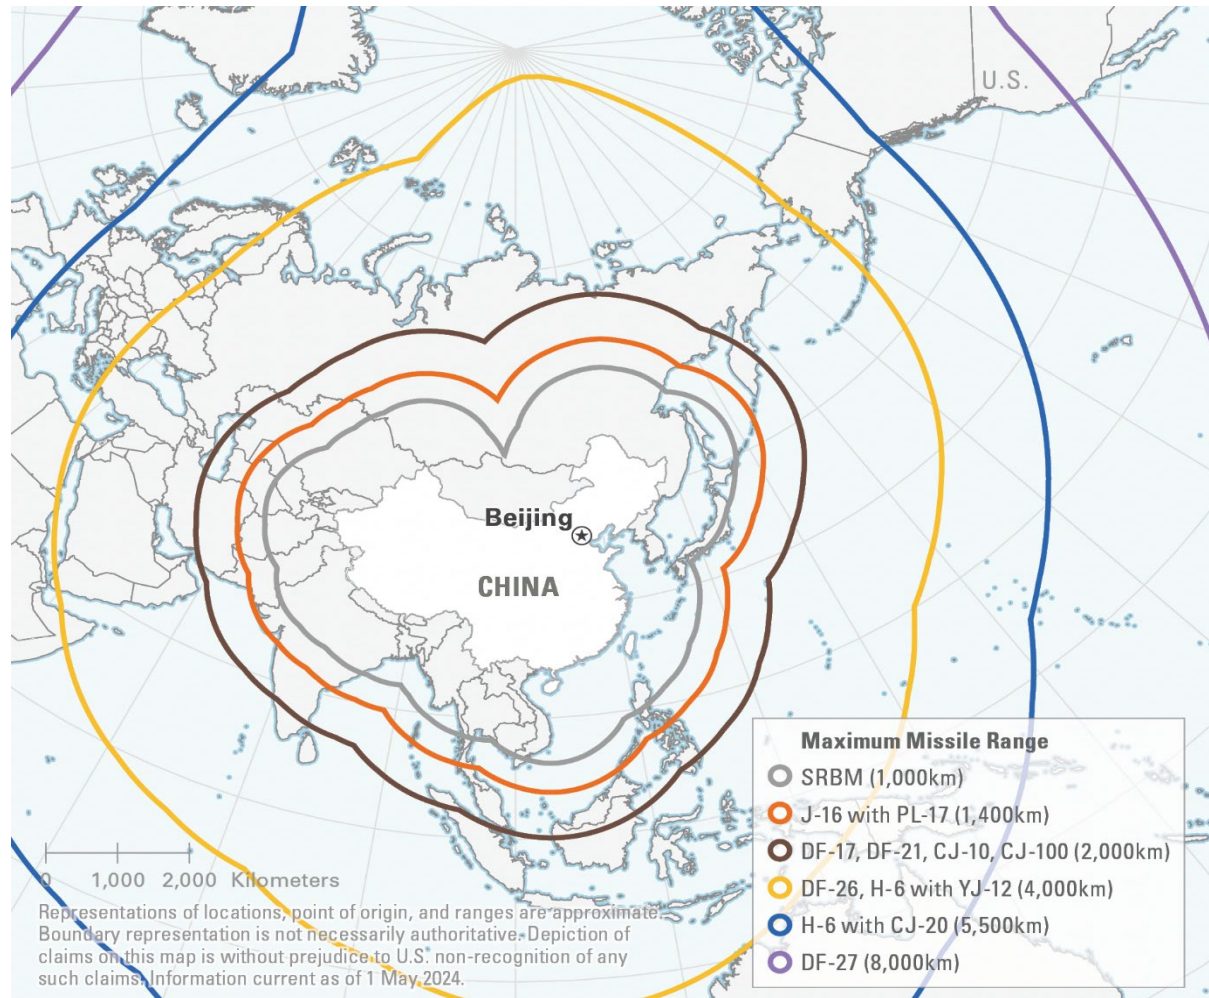 U.S.
Beijing
CHINA
Maximum Missile Range
SRBM (1,000km)
J-16 with PL-17 (1,400km)
DF-17, DF-21, CJ-10, CJ-100 (2,000km)
DF-26, H-6 with YJ-12 (4,000km)
H-6 with CJ-20 (5,500km)
DF-27 (8,000km)
0 1,000 2,000 Kilometers
Representations of locations, point of origin, and ranges are approximate.
Boundary representation is not necessarily authoritative. Depiction of
claims on this map is without prejudice to U.S. non-recognition of any
such claims. Information current as of 1 May 2024.